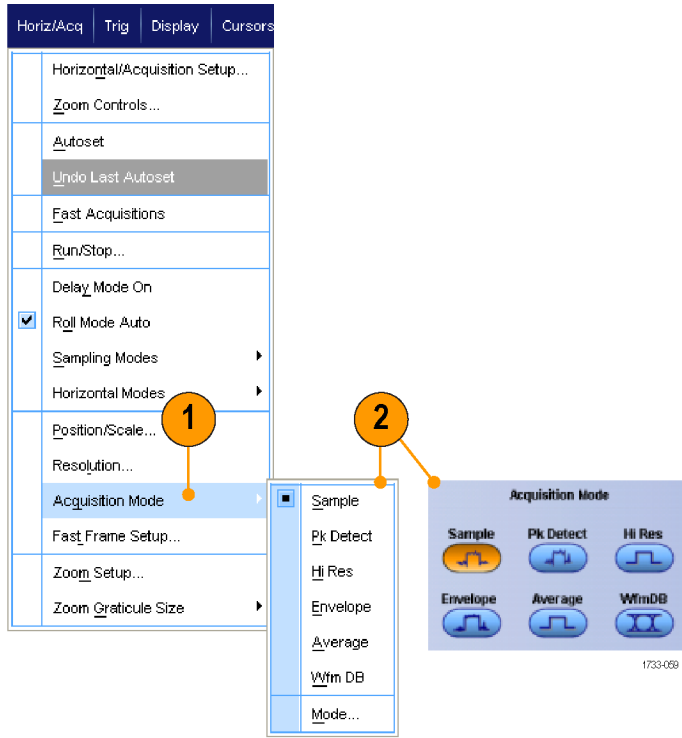 Horiz/Acq Trig Display Cursors
Horizontal/Acquisition Setup...
Zoom Controls...
Autoset
Undo Last Autoset
Fast Acquisitions
Run/Stop...
Delay Mode On
Roll Mode Auto
Sampling Modes
Horizontal Modes
1
2
Position/Scale...
Resolution...
Acquisition Mode
Fast Frame Setup...
Zoom Setup...
Zoom Graticule Size
Sample
Pk Detect
Hi Res
Envelope
Average
Wfm DB
Mode...
Acquisition Mode
Sample Pk Detect Hi Res
Envelope Average WfmDB
1733-059